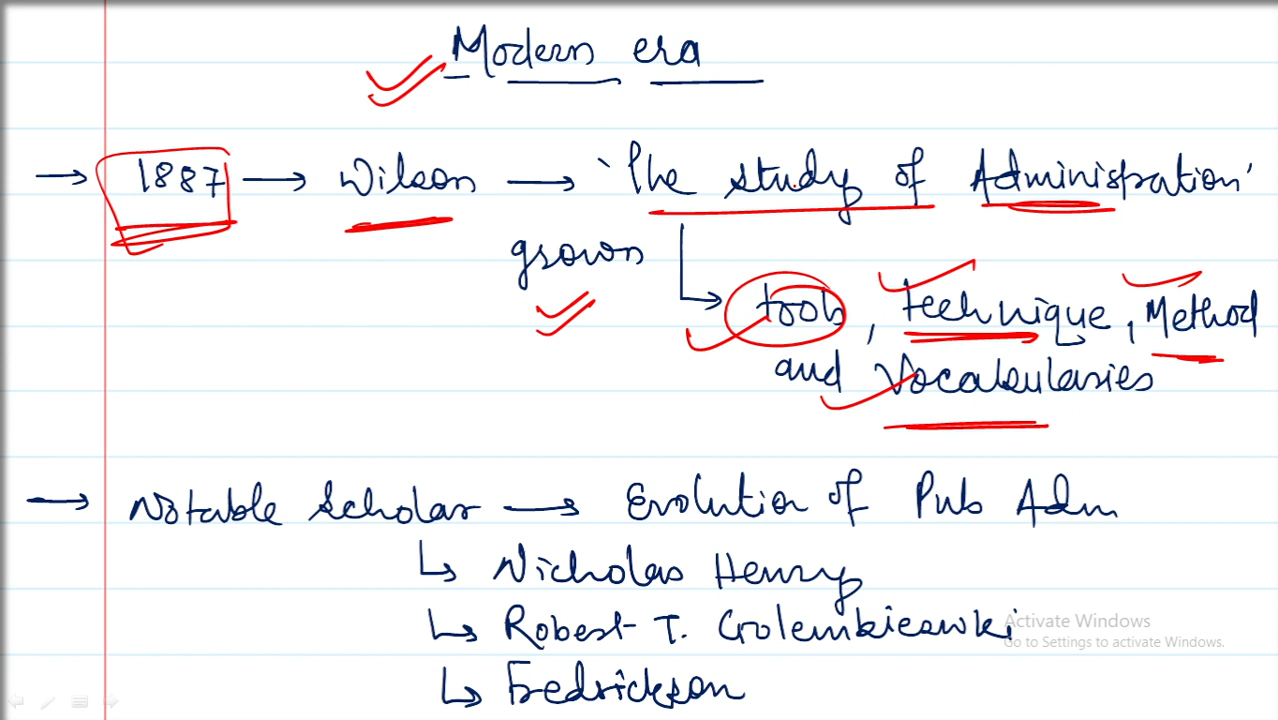 Modern era
→ 1887 → Wilson → 'The study of Administration'
grown
↳ tools, technique, Method
and Vocabularies
→ Notable Scholar → Evolution of Pub Adm
↳ Nicholas Henry
↳ Robert T. Golembieswki
↳ Fredrickson
Activate Windows
Go to Settings to activate Windows.